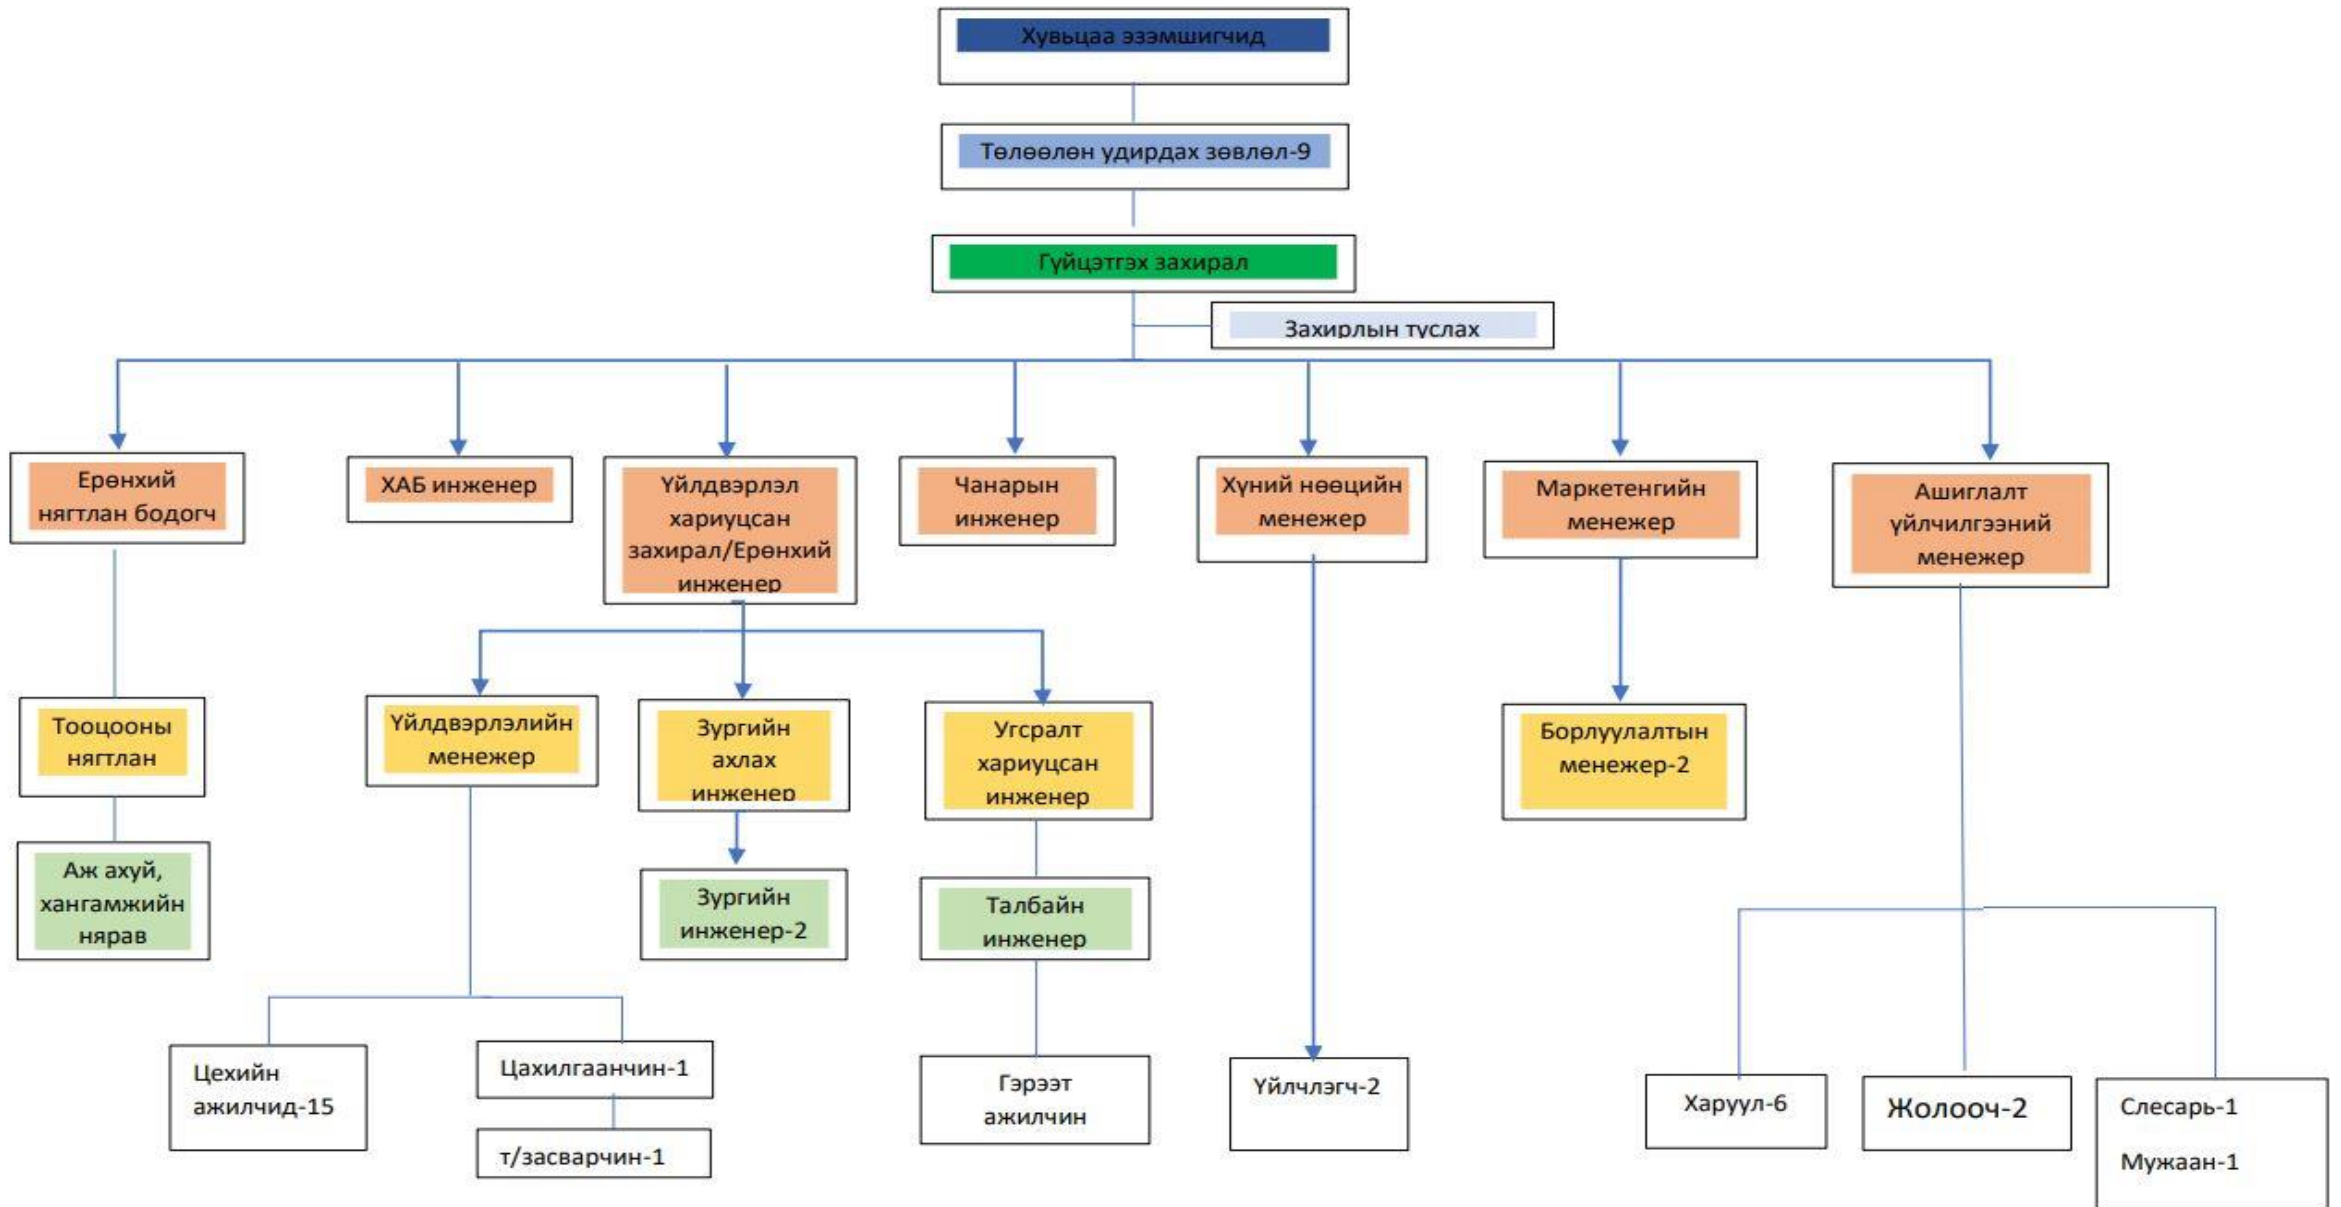 Хувьцаа эзэмшигчид
Төлөөлөн удирдах зөвлөл-9
Гүйцэтгэх захирал
Захирлын туслах
Ерөнхий
нягтлан бодогч
ХАБ инженер
Үйлдвэрлэл
хариуцсан
захирал/Ерөнхий
инженер
Чанарын
инженер
Хүний нөөцийн
менежер
Маркетенгийн
менежер
Ашиглалт
үйлчилгээний
менежер
Тооцооны
нягтлан
Үйлдвэрлэлийн
менежер
Зургийн
ахлах
инженер
Угсралт
хариуцсан
инженер
Борлуулалтын
менежер-2
Аж ахуй,
хангамжийн
нярав
Зургийн
инженер-2
Талбайн
инженер
Цехийн
ажилчид-15
Цахилгаанчин-1
т/засварчин-1
Гэрээт
ажилчин
Үйлчлэгч-2
Харуул-6
Жолооч-2
Слесарь-1
Мужаан-1